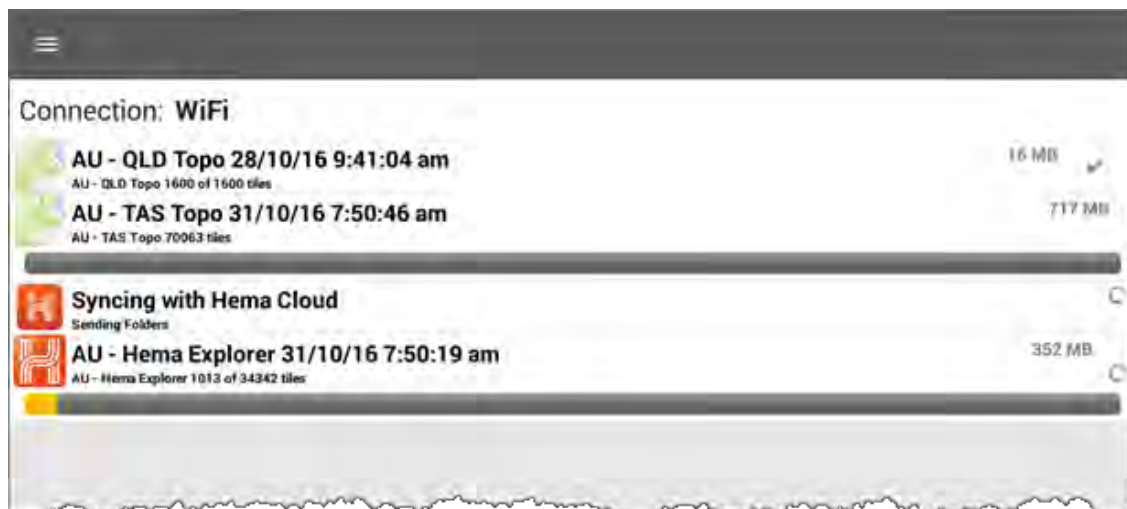 Connection: WiFi
AU - QLD Topo 28/10/16 9:41:04 am
16 MB
AU - QLD Topo 1600 of 1600 tiles
AU - TAS Topo 31/10/16 7:50:46 am
717 MB
AU - TAS Topo 70063 tiles
Syncing with Hema Cloud
Sending Folders
AU - Hema Explorer 31/10/16 7:50:19 am
352 MB
AU - Hema Explorer 1013 of 34342 tiles